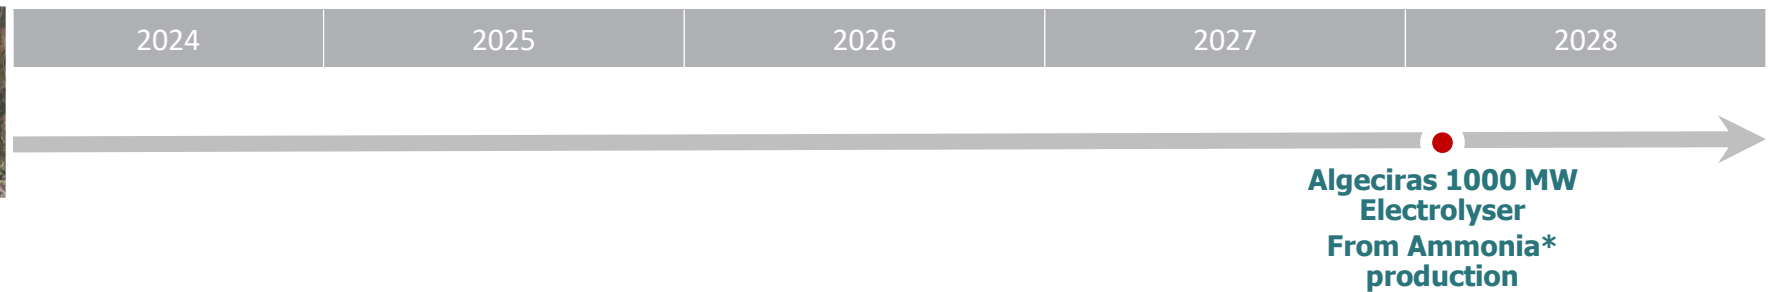 2024 2025 2026 2027 2028
Algeciras 1000 MW
Electrolyser
From Ammonia*
production